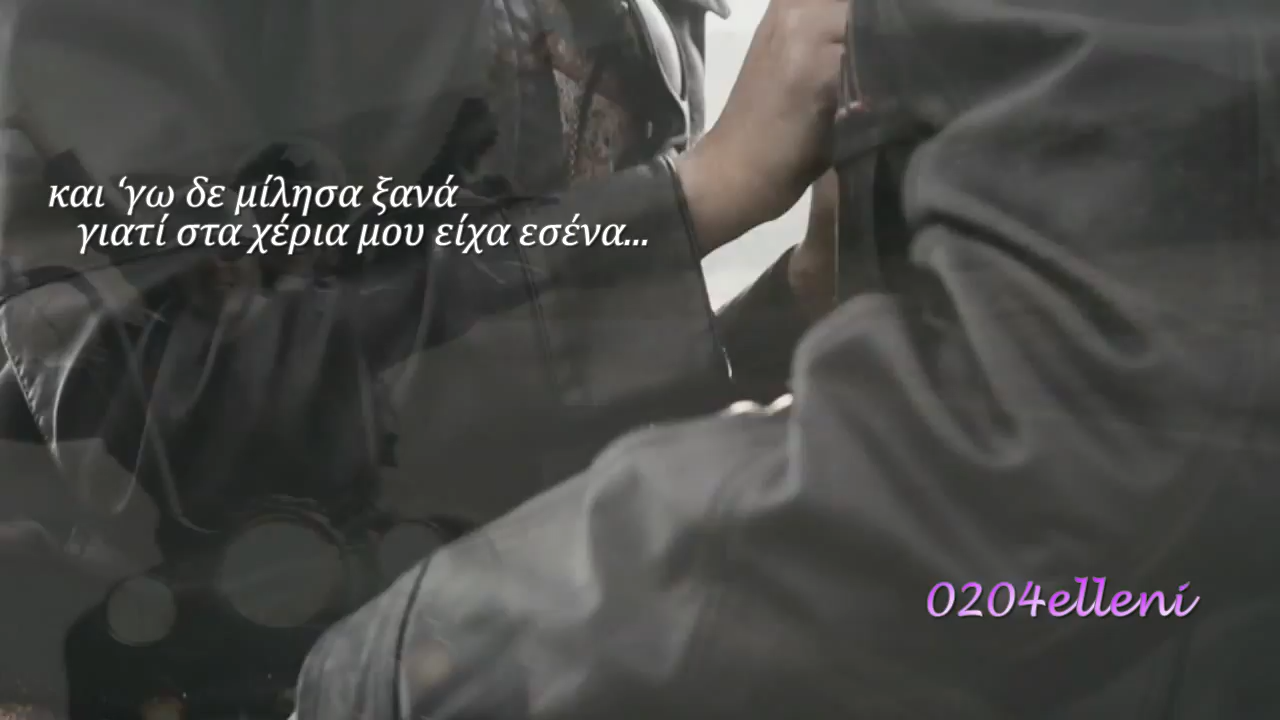 και ‘γω δε μίλησα ξανά
γιατί στα χέρια μου είχα εσένα...
0204elleni